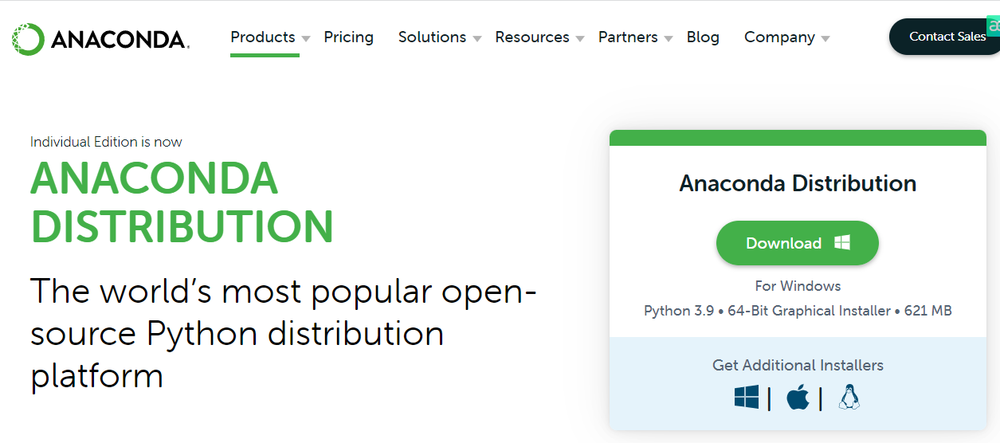 ANACONDA.
Products Pricing Solutions Resources Partners Blog Company Contact Sales
Individual Edition is now
ANACONDA
DISTRIBUTION
The world’s most popular open-
source Python distribution
platform
Anaconda Distribution
Download
For Windows
Python 3.9 • 64-Bit Graphical Installer • 621 MB
Get Additional Installers
| |